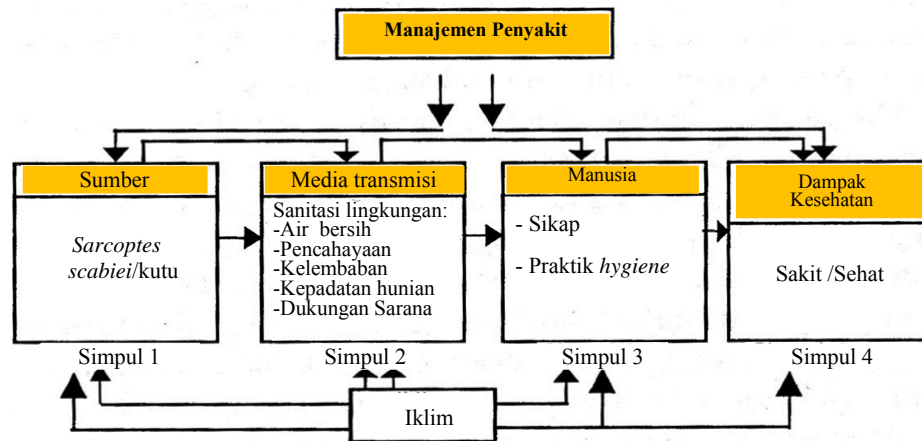 Manajemen Penyakit
Sumber
Sarcoptes
scabiei/kutu
Simpul 1
Media transmisi
Sanitasi lingkungan:
-Air bersih
-Pencahayaan
-Kelembaban
-Kepadatan hunian
-Dukungan Sarana
Simpul 2
Manusia
- Sikap
- Praktik hygiene
Simpul 3
Dampak
Kesehatan
Sakit /Sehat
Simpul 4
Iklim